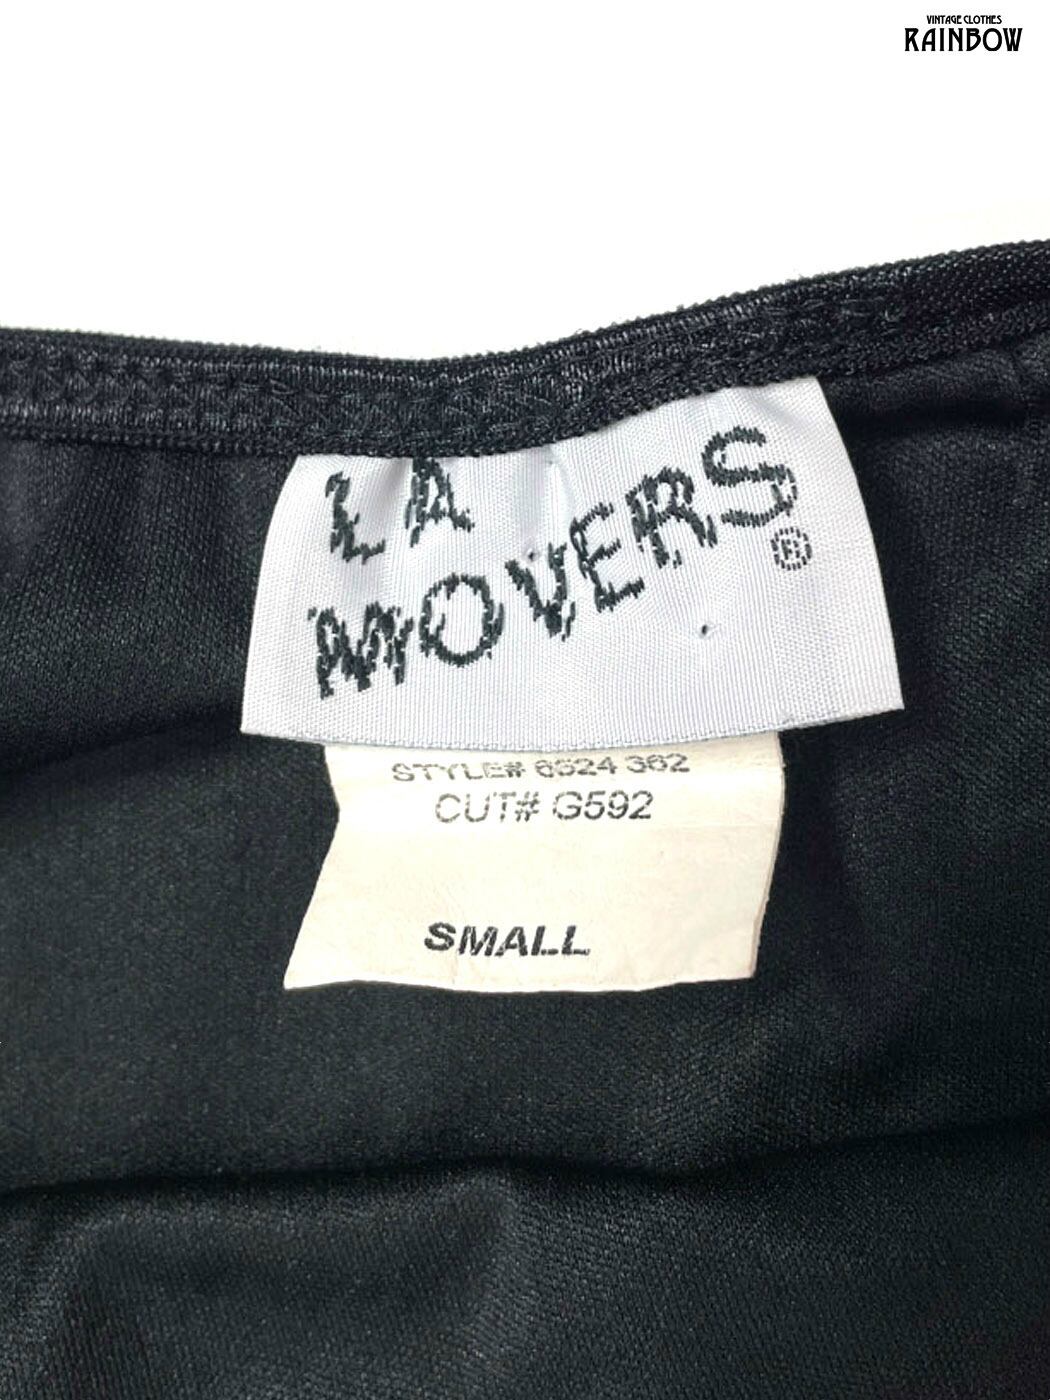 VINTAGE CLOTHES
RAINBOW
LA
MOVERS ®
STYLE# 6524 362
CUT# G592
SMALL